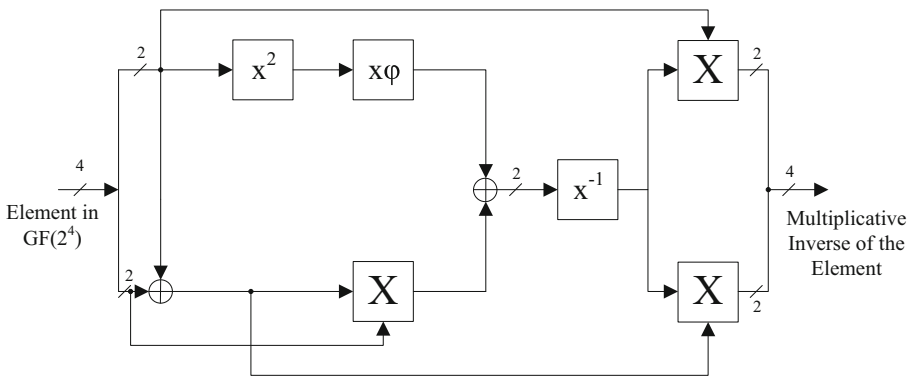 2
x²
xφ
X
2
4
Element in
GF(2⁴)
2
X
2
x⁻¹
X
2
4
Multiplicative
Inverse of the
Element